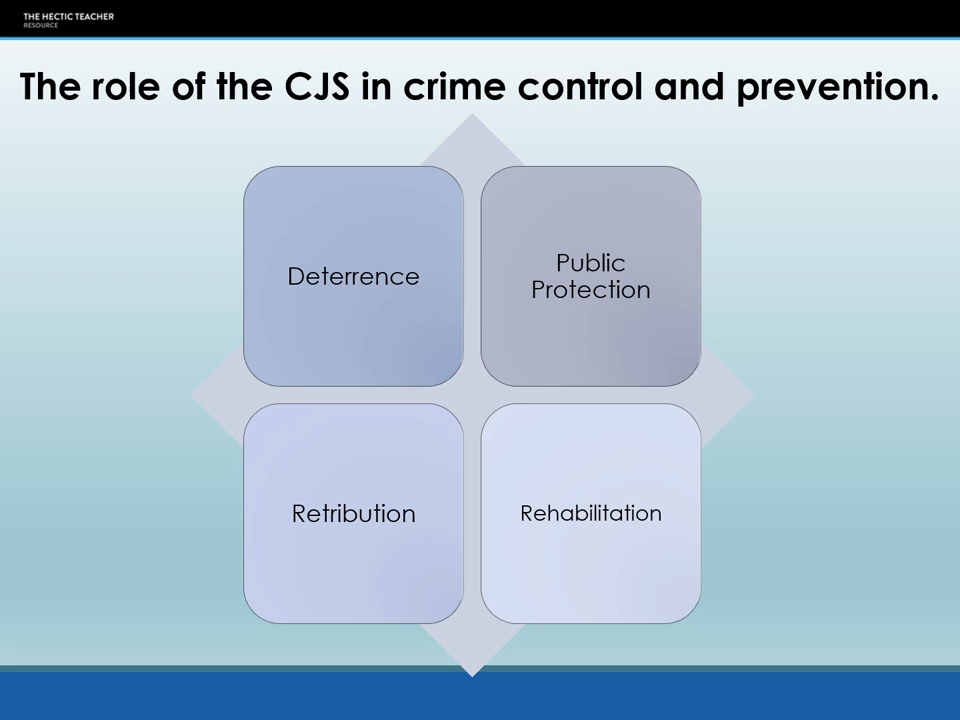 THE HECTIC TEACHER
RESOURCE
The role of the CJS in crime control and prevention.
Deterrence
Public
Protection
Retribution
Rehabilitation